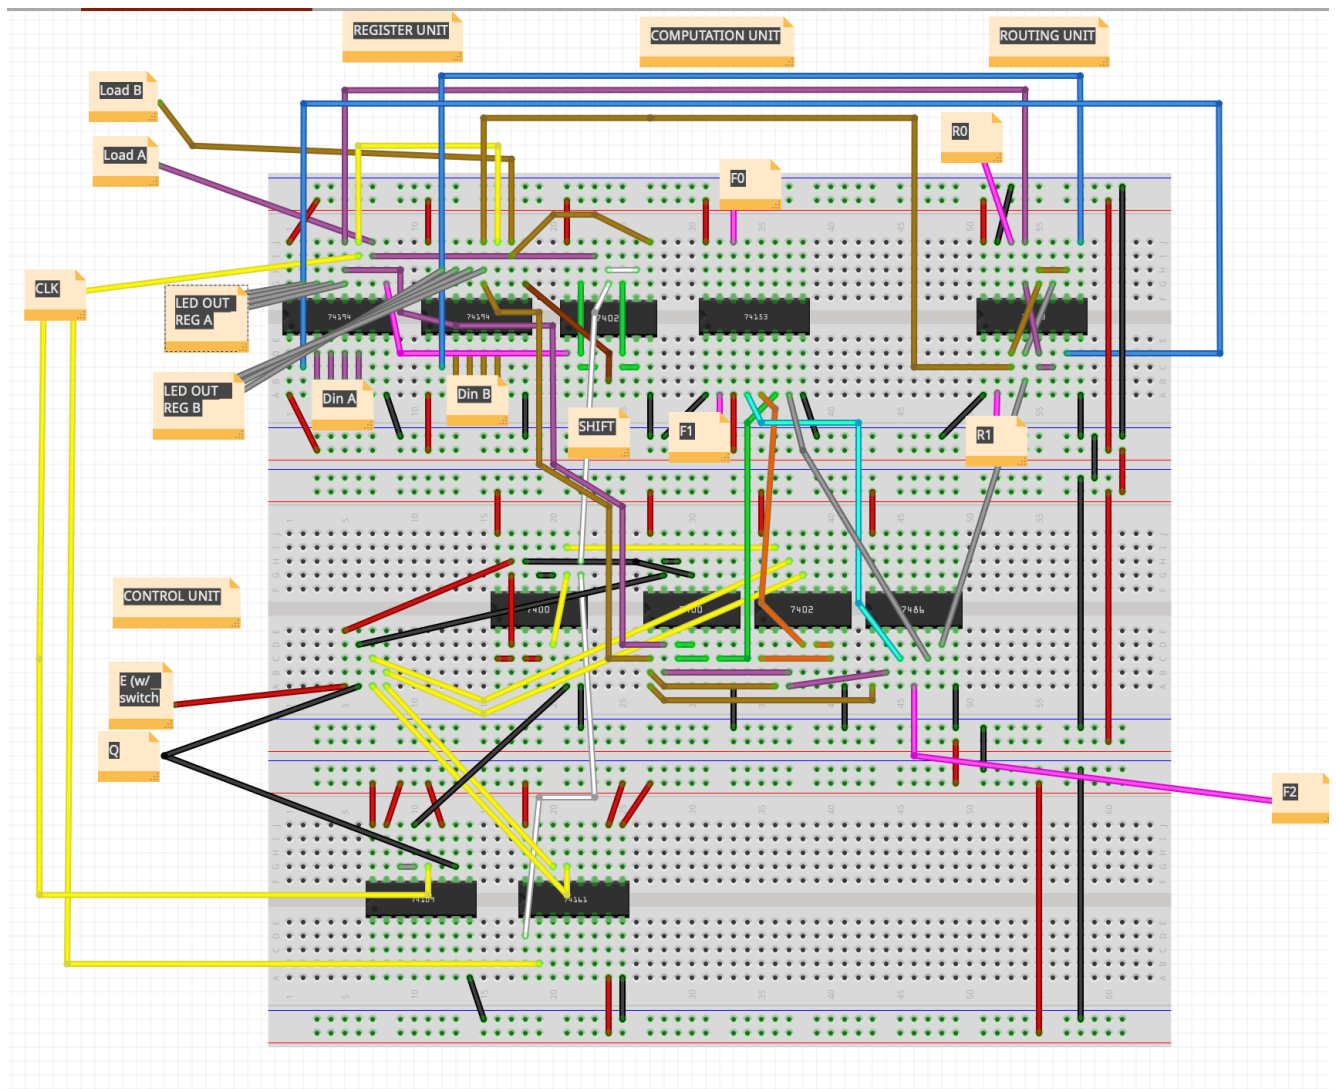 REGISTER UNIT
COMPUTATION UNIT
ROUTING UNIT
Load B
Load A
R0
F0
CLK
LED OUT
REG A
LED OUT
REG B
74194
74194
7402
74153
Din A
Din B
SHIFT
F1
R1
CONTROL UNIT
7400
7402
7486
E (w/
switch
Q
F2
74161